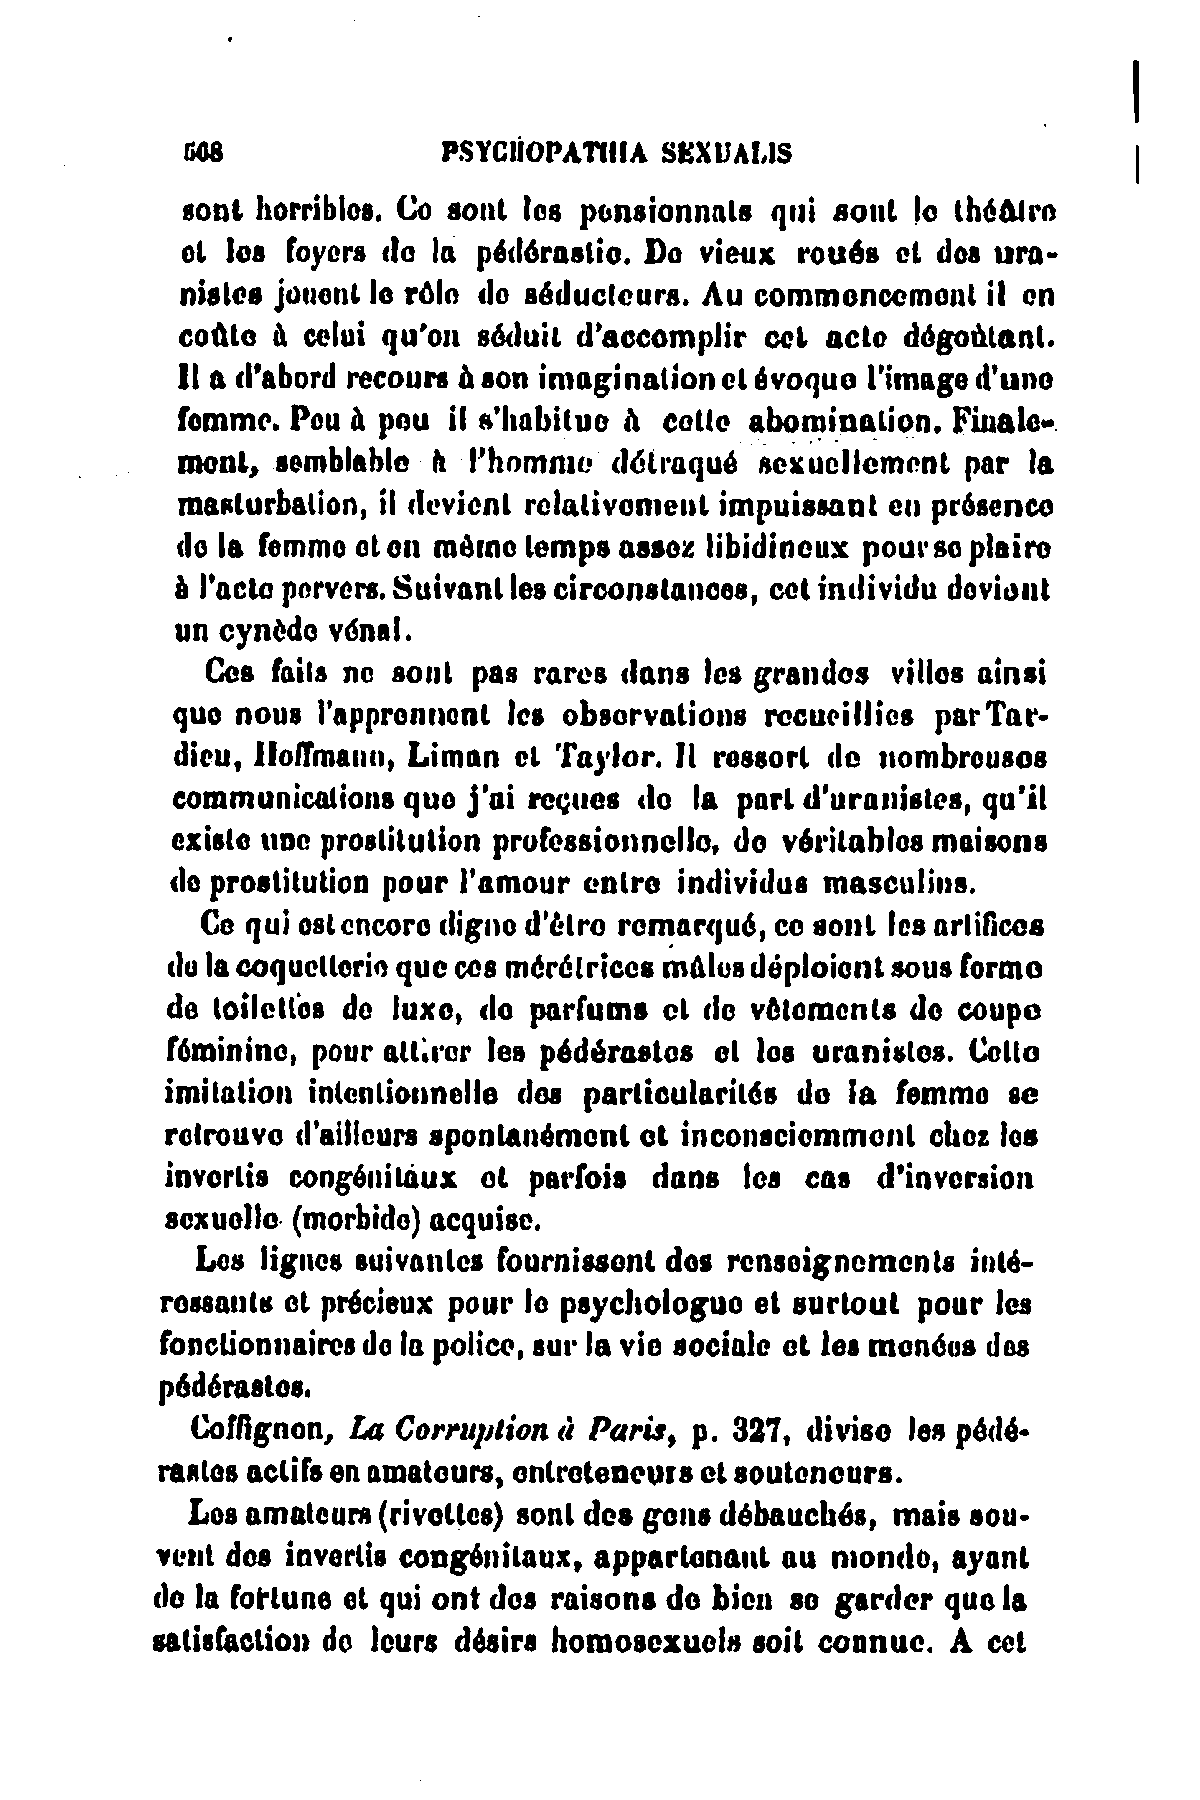 568 PSYCHOPATHIA SEXUALIS
sont horribles. Ce sont les pensionnats qui sont le théâtre
et les foyers de la pédérastie. De vieux roués et des ura-
nistes jouent le rôle de séducteurs. Au commencement il en
coûte à celui qu'on séduit d'accomplir cet acte dégoûtant.
Il a d'abord recours à son imagination et évoque l'image d'une
femme. Peu à peu il s'habitue à cette abomination. Finale-
ment, semblable à l'homme détraqué sexuellement par la
masturbation, il devient relativement impuissant en présence
de la femme et en même temps assez libidineux pour se plaire
à l'acte pervers. Suivant les circonstances, cet individu devient
un cynède vénal.
Ces faits ne sont pas rares dans les grandes villes ainsi
que nous l'apprennent les observations recueillies par Tar-
dieu, Hoffmann, Liman et Taylor. Il ressort de nombreuses
communications que j'ai reçues de la part d'uranistes, qu'il
existe une prostitution professionnelle, de véritables maisons
de prostitution pour l'amour entre individus masculins.
Ce qui est encore digne d'être remarqué, ce sont les artifices
de la coquetterie que ces mérétrices mâles déploient sous forme
de toilettes de luxe, de parfums et de vêtements de coupe
féminine, pour attirer les pédérastes et les uranistes. Cette
imitation intentionnelle des particularités de la femme se
retrouve d'ailleurs spontanément et inconsciemment chez les
invertis congénitaux et parfois dans les cas d'inversion
sexuelle (morbide) acquise.
Les lignes suivantes fournissent des renseignements inté-
ressants et précieux pour le psychologue et surtout pour les
fonctionnaires de la police, sur la vie sociale et les menées des
pédérastes.
Coffignon, La Corruption à Paris, p. 327, divise les pédé-
rastes actifs en amateurs, entreteneurs et souteneurs.
Les amateurs (rivettes) sont des gens débauchés, mais sou-
vent des invertis congénitaux, appartenant au monde, ayant
de la fortune et qui ont des raisons de bien se garder que la
satisfaction de leurs désirs homosexuels soit connue. A cet